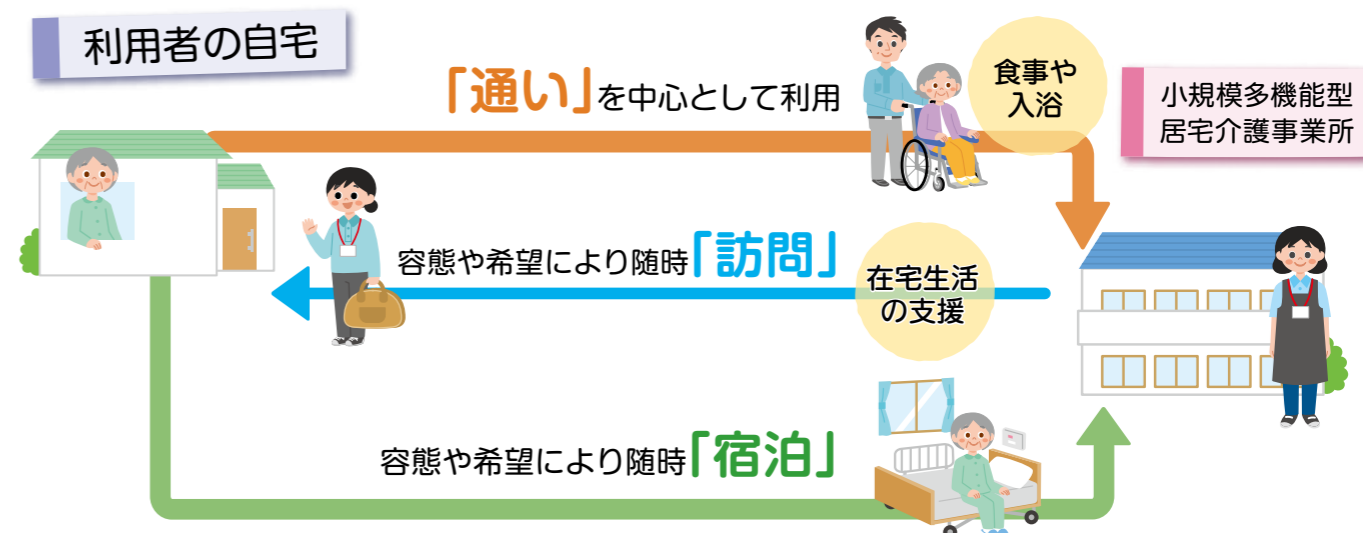 利用者の自宅
「通い」を中心として利用
食事や
入浴
小規模多機能型
居宅介護事業所
容態や希望により随時「訪問」
在宅生活
の支援
容態や希望により随時「宿泊」